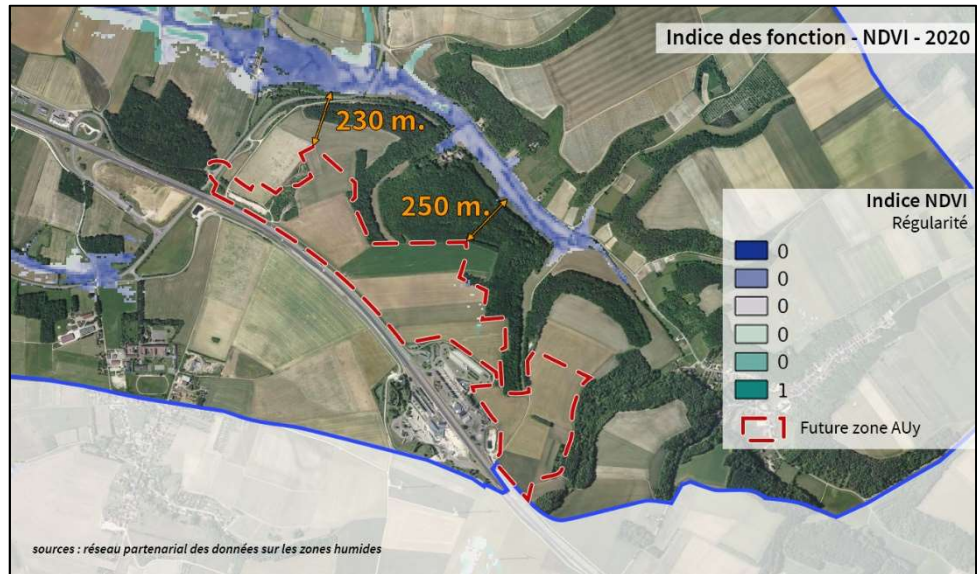 Indice des fonction - NDVI - 2020
230 m.
250 m.
Indice NDVI
Régularité
0
0
0
0
0
1
Future zone AUy
sources : réseau partenarial des données sur les zones humides